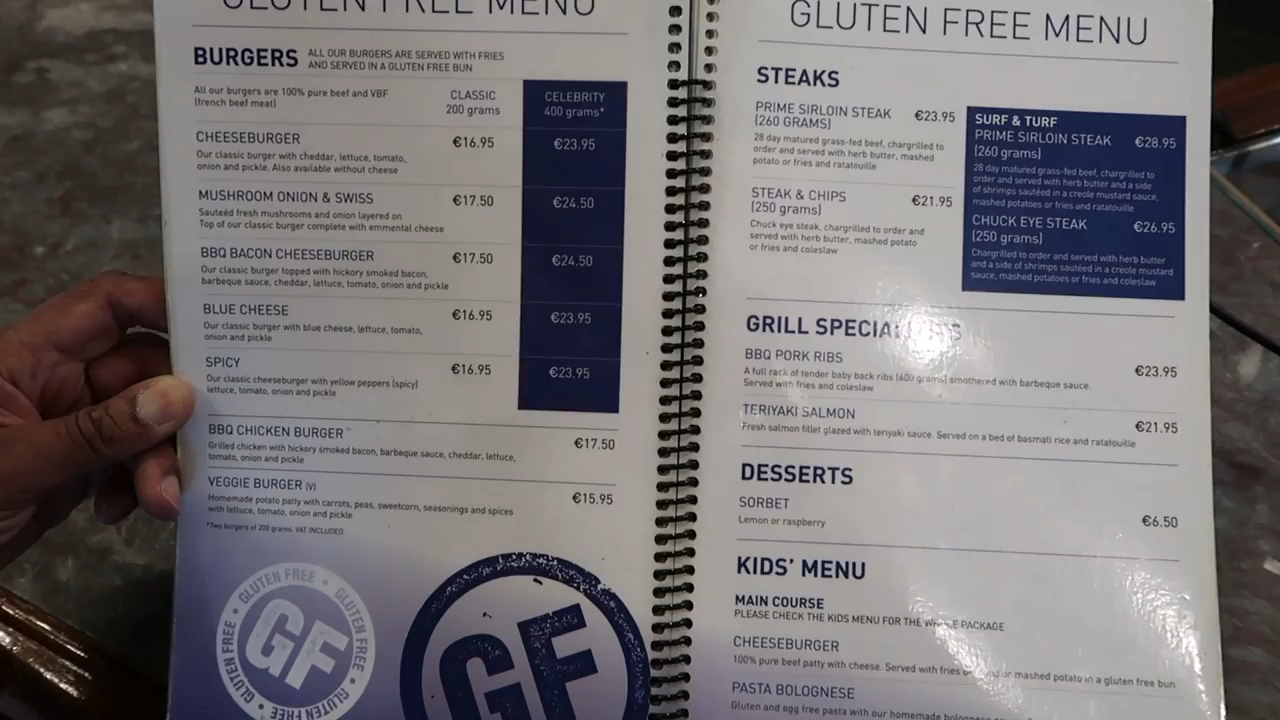 GLUTEN FREE MENU
BURGERS ALL OUR BURGERS ARE SERVED WITH FRIES
AND SERVED IN A GLUTEN FREE BUN
All our burgers are 100% pure beef and VBF
(french beef meat)
CLASSIC
200 grams
CELEBRITY
400 grams*
CHEESEBURGER €16.95 €23.95
Our classic burger with cheddar, lettuce, tomato,
onion and pickle. Also available without cheese
MUSHROOM ONION & SWISS €17.50 €24.50
Sauteéd fresh mushrooms and onion layered on
Top of our classic burger complete with emmental cheese
BBQ BACON CHEESEBURGER €17.50 €24.50
Our classic burger topped with hickory smoked bacon,
barbeque sauce, cheddar, lettuce, tomato, onion and pickle
BLUE CHEESE €16.95 €23.95
Our classic burger with blue cheese, lettuce, tomato,
onion and pickle
SPICY €16.95 €23.95
Our classic cheeseburger with yellow peppers (spicy)
lettuce, tomato, onion and pickle
BBQ CHICKEN BURGER €17.50
Grilled chicken with hickory smoked bacon, barbeque sauce, cheddar, lettuce,
tomato, onion and pickle
VEGGIE BURGER (V) €15.95
Homemade potato patty with carrots, peas, sweetcorn, seasonings and spices
with lettuce, tomato, onion and pickle
*Two burgers of 200 grams. VAT INCLUDED
GLUTEN FREE • GLUTEN FREE • GLUTEN FREE • GLUTEN FREE •
GF
GF
GLUTEN FREE MENU
STEAKS
PRIME SIRLOIN STEAK €23.95
(260 GRAMS)
28 day matured grass-fed beef, chargrilled to
order and served with herb butter, mashed
potato or fries and ratatouille
STEAK & CHIPS €21.95
(250 grams)
Chuck eye steak, chargrilled to order and
served with herb butter, mashed potato
or fries and coleslaw
SURF & TURF
PRIME SIRLOIN STEAK €28.95
(260 grams)
28 day matured grass-fed beef, chargrilled to
order and served with herb butter and a side
of shrimps sautéed in a creole mustard sauce,
mashed potatoes or fries and ratatouille
CHUCK EYE STEAK €26.95
(250 grams)
Chargrilled to order and served with herb butter
and a side of shrimps sautéed in a creole mustard
sauce, mashed potatoes or fries and coleslaw
GRILL
BBQ PORK RIBS €23.95
A full rack of tender baby back ribs (600 grams) smothered with barbeque sauce.
Served with fries and coleslaw
TERIYAKI SALMON €21.95
Fresh salmon fillet glazed with teriyaki sauce. Served on a bed of basmati rice and ratatouille
DESSERTS
SORBET €6.50
Lemon or raspberry
KIDS' MENU
MAIN COURSE
PLEASE CHECK THE KIDS MENU FOR THE WHOLE PACKAGE
CHEESEBURGER
100% pure beef patty with cheese. Served with fries or mashed potato in a gluten free bun
PASTA BOLOGNESE
Gluten and egg free pasta with our homemade